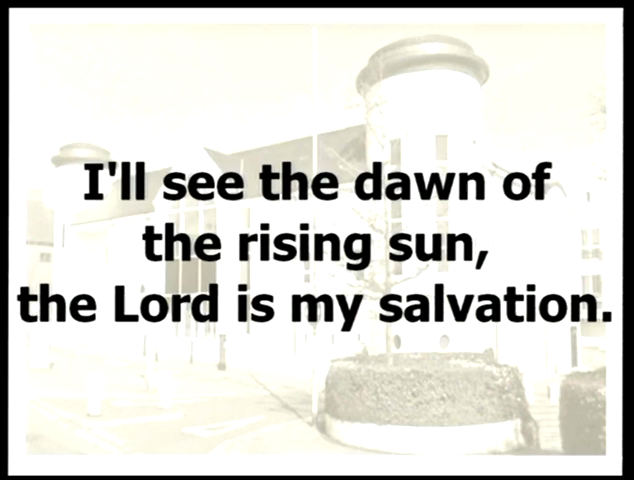 I'll see the dawn of
the rising sun,
the Lord is my salvation.